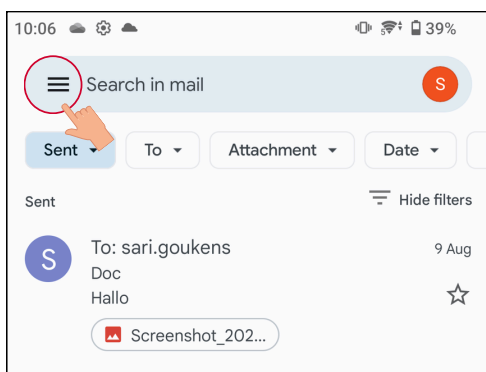 10:06 5 39%
Search in mail S
Sent To Attachment Date
Sent Hide filters
S To: sari.goukens 9 Aug
Doc
Hallo
Screenshot_202...